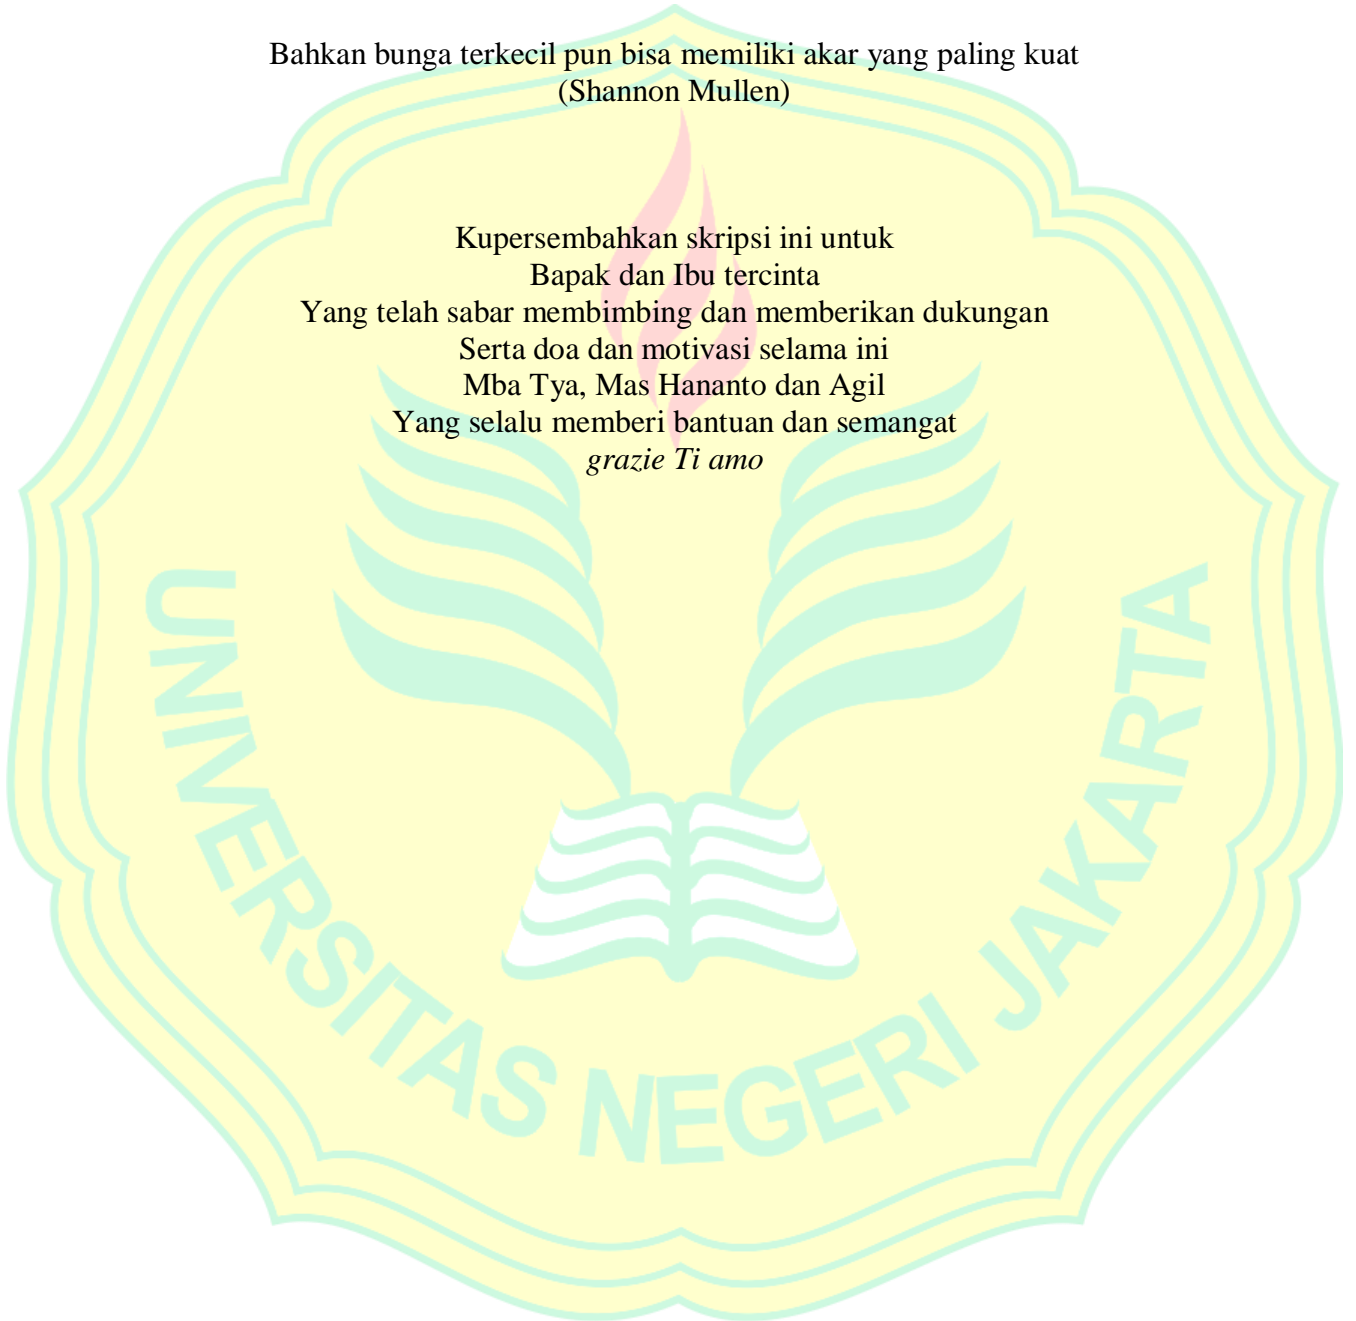 Bahkan bunga terkecil pun bisa memiliki akar yang paling kuat
(Shannon Mullen)
Kupersembahkan skripsi ini untuk
Bapak dan Ibu tercinta
Yang telah sabar membimbing dan memberikan dukungan
Serta doa dan motivasi selama ini
Mba Tya, Mas Hananto dan Agil
Yang selalu memberi bantuan dan semangat
grazie Ti amo
UNIVERSITAS NEGERI JAKARTA